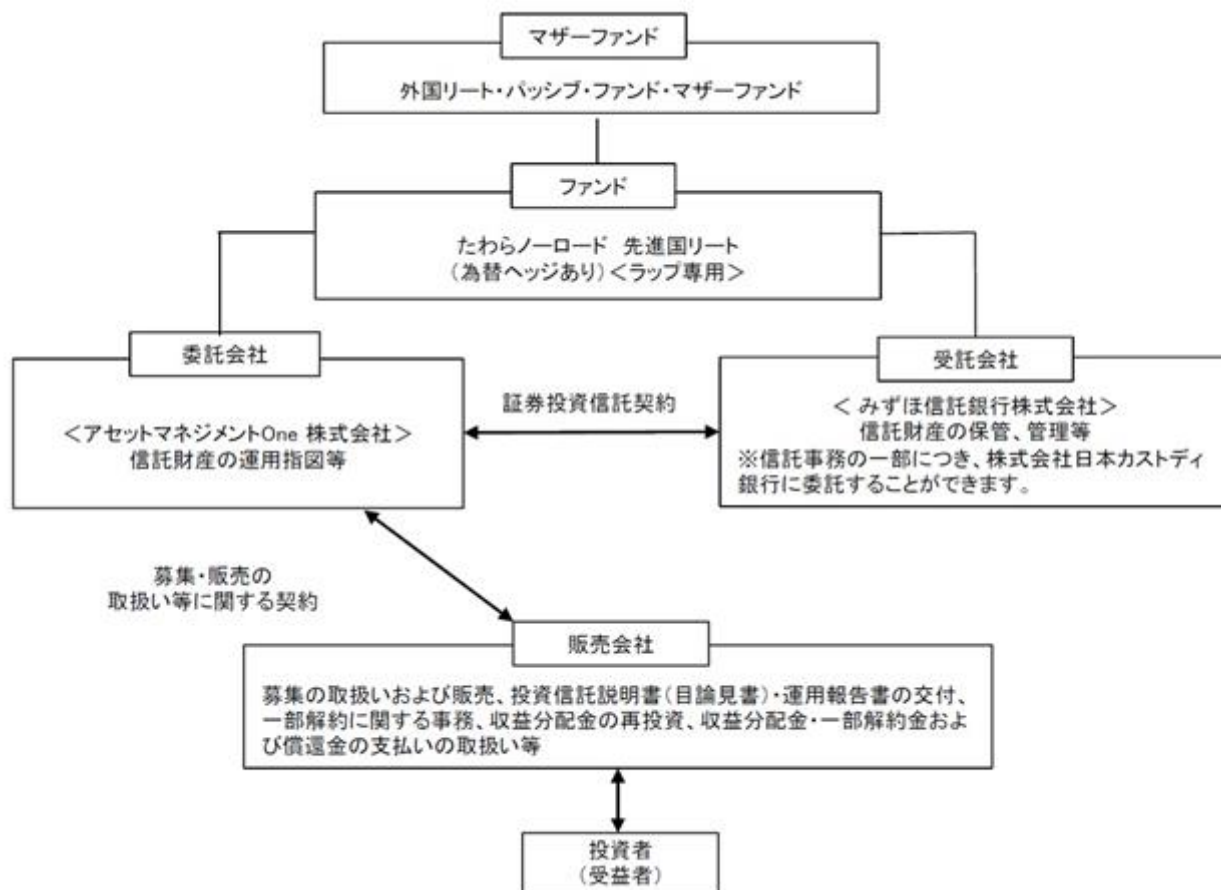 マザーファンド
外国リート・パッシブ・ファンド・マザーファンド
ファンド
たわらノーロード 先進国リート
(為替ヘッジあり)<ラップ専用>
委託会社
<アセットマネジメントOne 株式会社>
信託財産の運用指図等
証券投資信託契約
受託会社
< みずほ信託銀行株式会社>
信託財産の保管、管理等
※信託事務の一部につき、株式会社日本カストディ
銀行に委託することができます。
募集・販売の
取扱い等に関する契約
販売会社
募集の取扱いおよび販売、投資信託説明書(目論見書)・運用報告書の交付、
一部解約に関する事務、収益分配金の再投資、収益分配金・一部解約金およ
び償還金の支払いの取扱い等
投資者
(受益者)